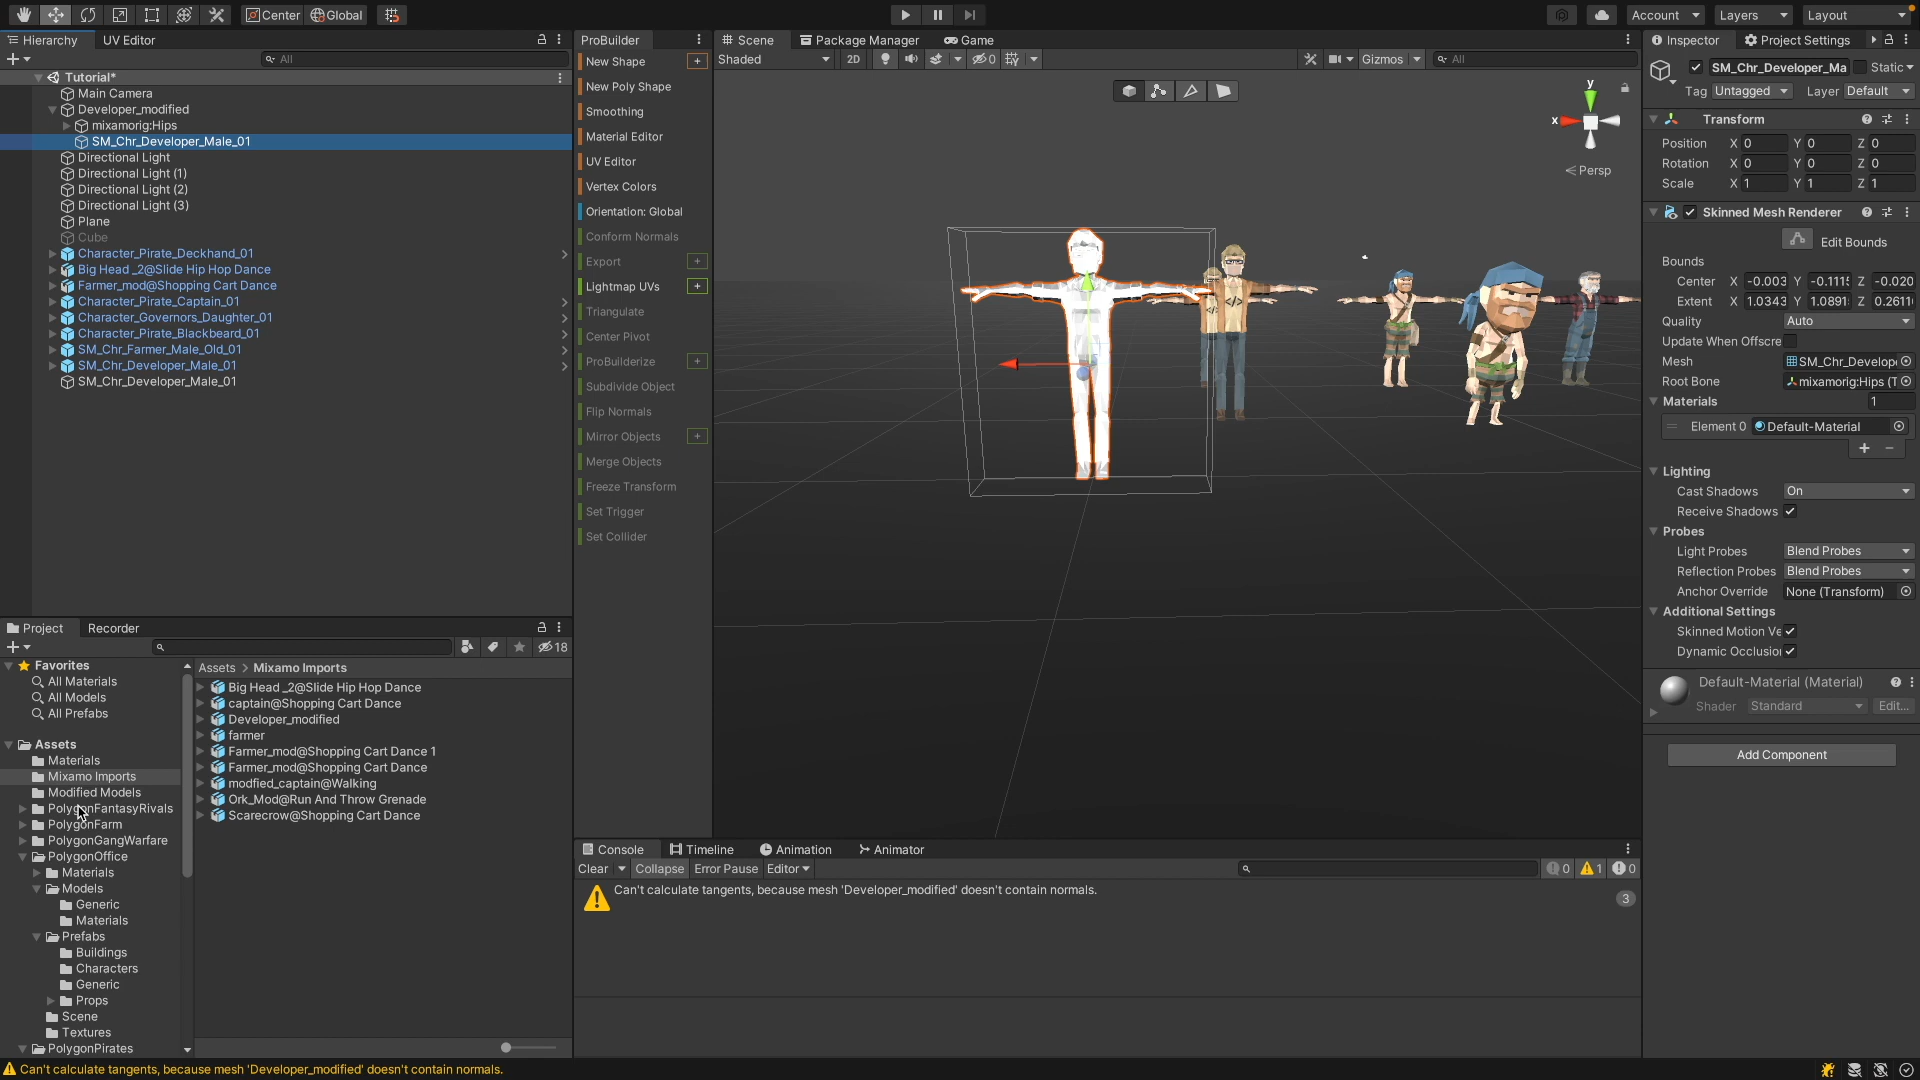 Center
Global
Account
Layers
Layout
Hierarchy
UV Editor
All
Tutorial*
Main Camera
Developer_modified
mixamorig:Hips
SM_Chr_Developer_Male_01
Directional Light
Directional Light (1)
Directional Light (2)
Directional Light (3)
Plane
Cube
Character_Pirate_Deckhand_01
Big Head _2@Slide Hip Hop Dance
Farmer_mod@Shopping Cart Dance
Character_Pirate_Captain_01
Character_Governors_Daughter_01
Character_Pirate_Blackbeard_01
SM_Chr_Farmer_Male_Old_01
SM_Chr_Developer_Male_01
SM_Chr_Developer_Male_01
ProBuilder
New Shape
New Poly Shape
Smoothing
Material Editor
UV Editor
Vertex Colors
Orientation: Global
Conform Normals
Export
Lightmap UVs
Triangulate
Center Pivot
ProBuilderize
Subdivide Object
Flip Normals
Mirror Objects
Merge Objects
Freeze Transform
Set Trigger
Set Collider
Scene
Package Manager
Game
Shaded
2D
0
Gizmos
All
y
x
Persp
</>
Inspector
Project Settings
SM_Chr_Developer_Ma
Static
Tag Untagged
Layer Default
Transform
Position X 0 Y 0 Z 0
Rotation X 0 Y 0 Z 0
Scale X 1 Y 1 Z 1
Skinned Mesh Renderer
Edit Bounds
Bounds
Center X -0.003 Y -0.1115 Z -0.020
Extent X 1.0343 Y 1.0891 Z 0.2611
Quality Auto
Update When Offscre
Mesh SM_Chr_Develop
Root Bone mixamorig:Hips (T
Materials 1
Element 0 Default-Material
Lighting
Cast Shadows On
Receive Shadows
Probes
Light Probes Blend Probes
Reflection Probes Blend Probes
Anchor Override None (Transform)
Additional Settings
Skinned Motion Ve
Dynamic Occlusion
Default-Material (Material)
Shader Standard Edit...
Add Component
Project
Recorder
18
Favorites
All Materials
All Models
All Prefabs
Assets
Materials
Mixamo Imports
Modified Models
PolygonFantasyRivals
PolygonFarm
PolygonGangWarfare
PolygonOffice
Materials
Models
Generic
Materials
Prefabs
Buildings
Characters
Generic
Props
Scene
Textures
PolygonPirates
Assets > Mixamo Imports
Big Head _2@Slide Hip Hop Dance
captain@Shopping Cart Dance
Developer_modified
farmer
Farmer_mod@Shopping Cart Dance 1
Farmer_mod@Shopping Cart Dance
modfied_captain@Walking
Ork_Mod@Run And Throw Grenade
Scarecrow@Shopping Cart Dance
Console
Timeline
Animation
Animator
Clear
Collapse
Error Pause
Editor
0
1
0
Can't calculate tangents, because mesh 'Developer_modified' doesn't contain normals.
3
Can't calculate tangents, because mesh 'Developer_modified' doesn't contain normals.